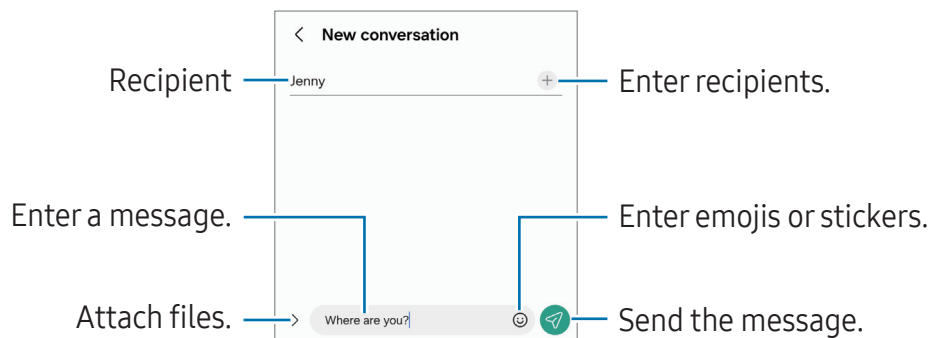 New conversation
Recipient
Jenny
Enter recipients.
Enter a message.
Enter emojis or stickers.
Attach files.
Where are you?
Send the message.